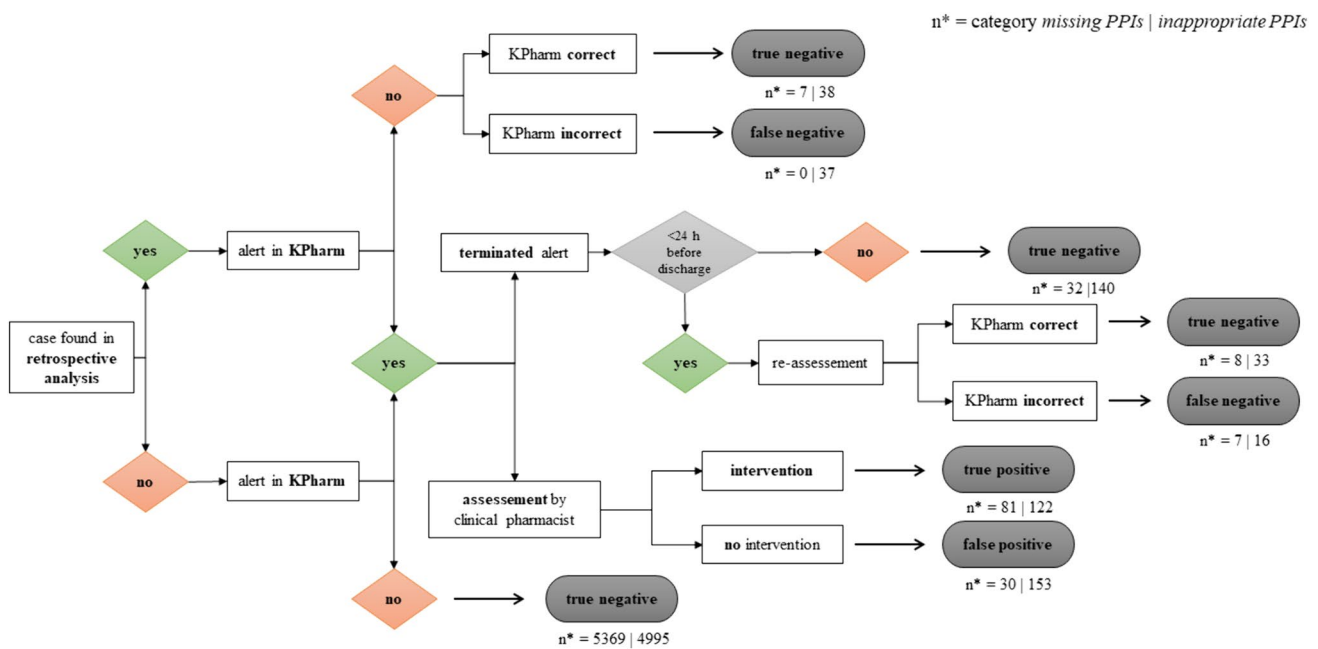 n* = category missing PPIs | inappropriate PPIs
KPharm correct
true negative
n* = 7 | 38
no
KPharm incorrect
false negative
n* = 0 | 37
yes
alert in KPharm
terminated alert
<24 h
before
discharge
no
true negative
n* = 32 |140
case found in
retrospective
analysis
yes
yes
re-assessement
KPharm correct
true negative
n* = 8 | 33
KPharm incorrect
false negative
n* = 7 | 16
no
alert in KPharm
assessement by
clinical pharmacist
intervention
true positive
n* = 81 | 122
no intervention
false positive
n* = 30 | 153
no
true negative
n* = 5369 | 4995